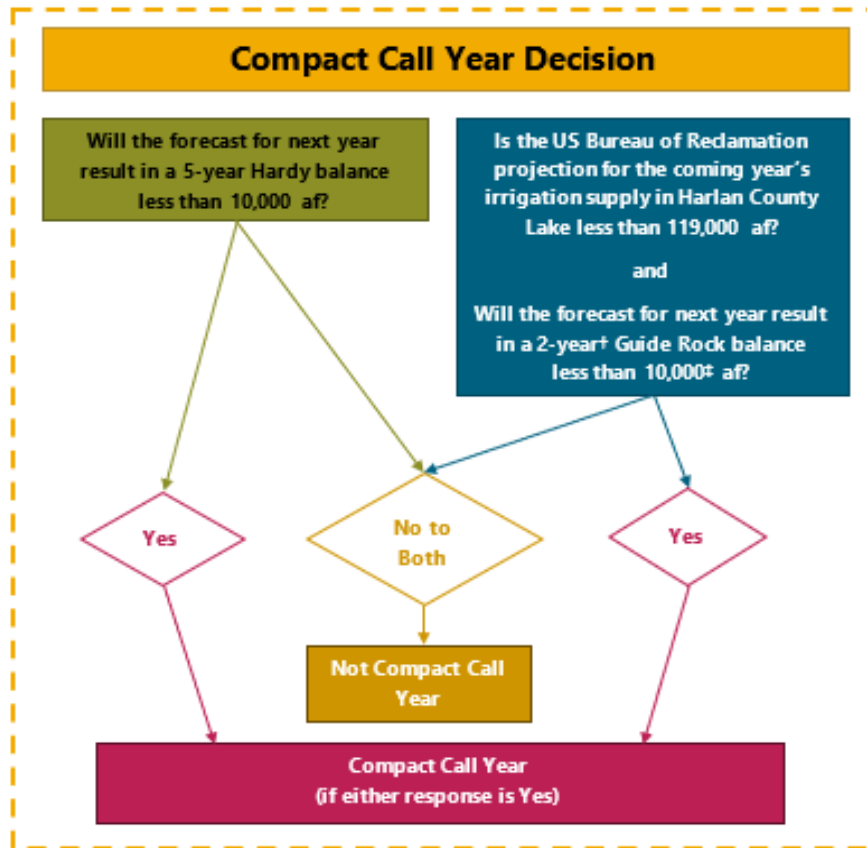 Compact Call Year Decision
Will the forecast for next year
result in a 5-year Hardy balance
less than 10,000 af?
Is the US Bureau of Reclamation
projection for the coming year's
irrigation supply in Harlan County
Lake less than 119,000 af?
and
Will the forecast for next year result
in a 2-year† Guide Rock balance
less than 10,000‡ af?
Yes
No to
Both
Yes
Not Compact Call
Year
Compact Call Year
(if either response is Yes)